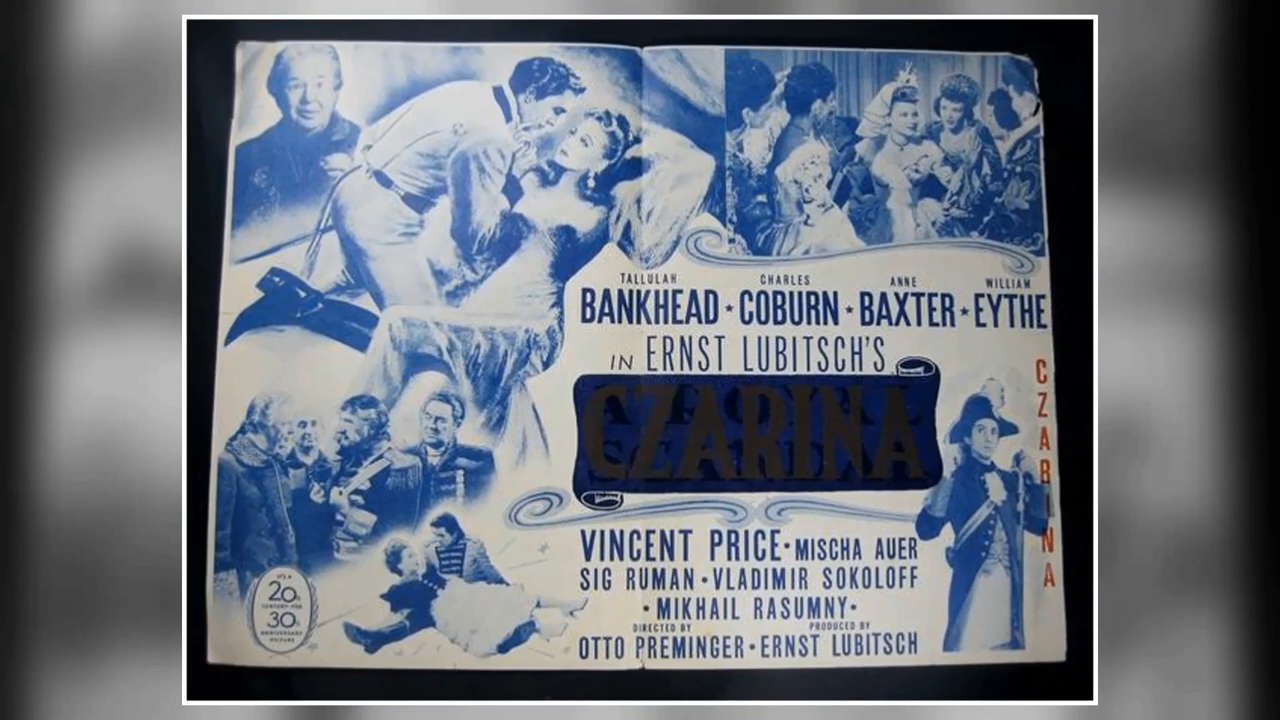 TALLULAH CHARLES ANNE WILLIAM
BANKHEAD ★ COBURN ★ BAXTER ★ EYTHE
IN ERNST LUBITSCH'S
CZARINA
CZARINA
VINCENT PRICE • MISCHA AUER
SIG RUMAN • VLADIMIR SOKOLOFF
• MIKHAIL RASUMNY •
DIRECTED BY PRODUCED BY
OTTO PREMINGER • ERNST LUBITSCH
IT'S A
20th
CENTURY-FOX
30th
ANNIVERSARY
PICTURE